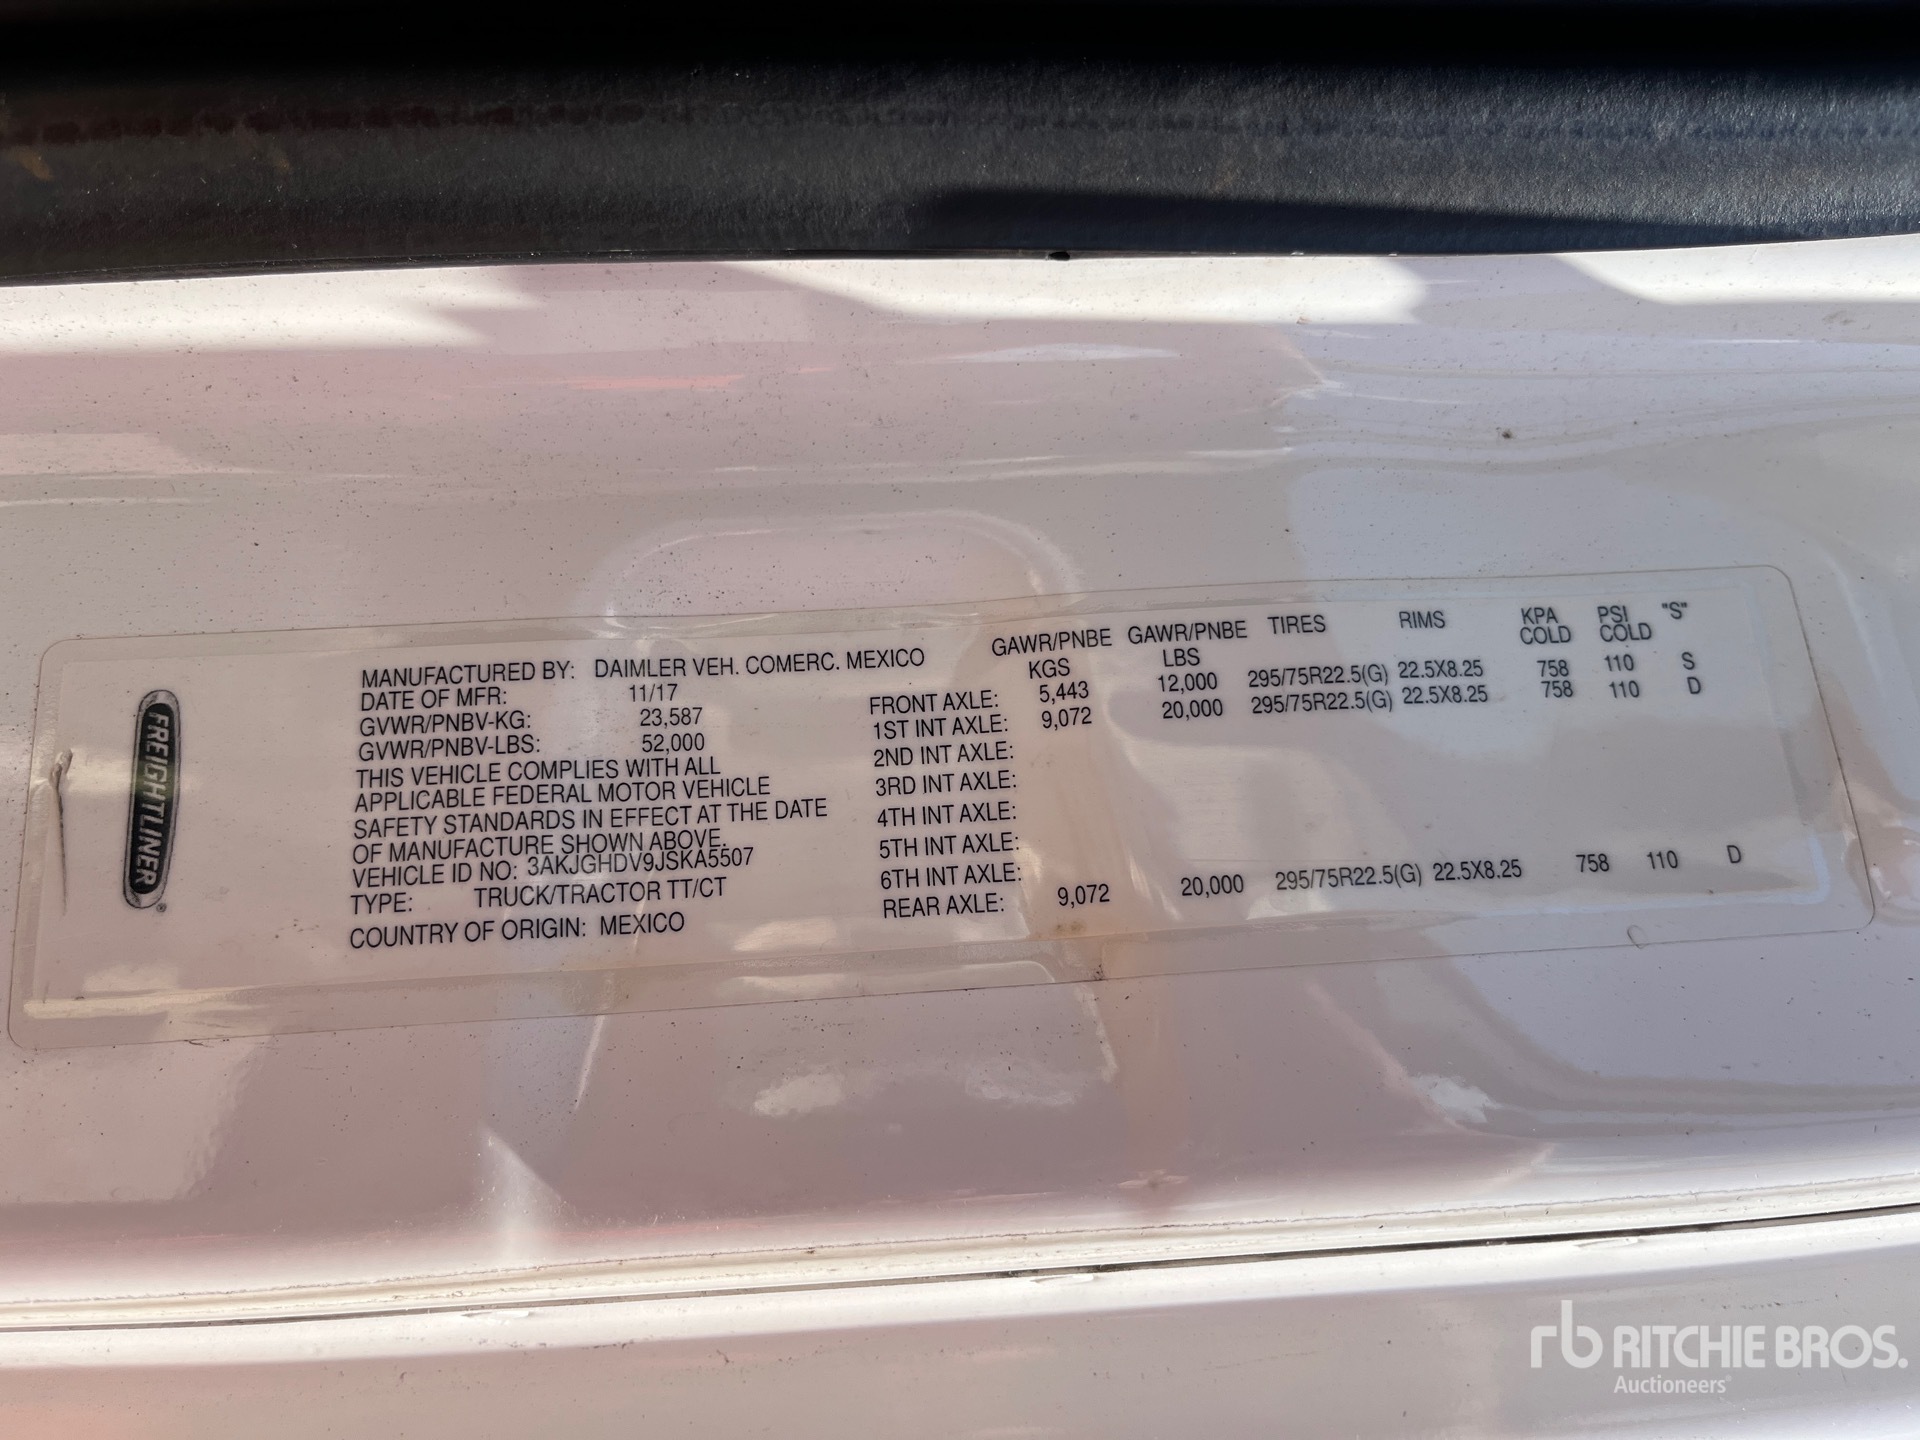 FREIGHTLINER
MANUFACTURED BY: DAIMLER VEH. COMERC. MEXICO
DATE OF MFR: 11/17
GVWR/PNBV-KG: 23,587
GVWR/PNBV-LBS: 52,000
THIS VEHICLE COMPLIES WITH ALL
APPLICABLE FEDERAL MOTOR VEHICLE
SAFETY STANDARDS IN EFFECT AT THE DATE
OF MANUFACTURE SHOWN ABOVE.
VEHICLE ID NO: 3AKJGHDV9JSKA5507
TYPE: TRUCK/TRACTOR TT/CT
COUNTRY OF ORIGIN: MEXICO
GAWR/PNBE GAWR/PNBE TIRES RIMS KPA PSI "S"
KGS LBS COLD COLD
FRONT AXLE: 5,443 12,000 295/75R22.5(G) 22.5X8.25 758 110 S
1ST INT AXLE: 9,072 20,000 295/75R22.5(G) 22.5X8.25 758 110 D
2ND INT AXLE:
3RD INT AXLE:
4TH INT AXLE:
5TH INT AXLE:
6TH INT AXLE:
REAR AXLE: 9,072 20,000 295/75R22.5(G) 22.5X8.25 758 110 D
rb RITCHIE BROS.
Auctioneers